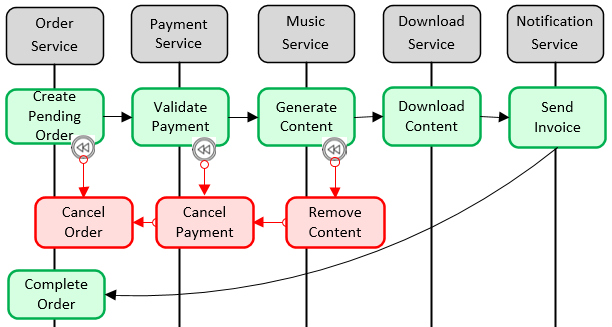 Order
Service
Payment
Service
Music
Service
Download
Service
Notification
Service
Create
Pending
Order
Validate
Payment
Generate
Content
Download
Content
Send
Invoice
Cancel
Order
Cancel
Payment
Remove
Content
Complete
Order